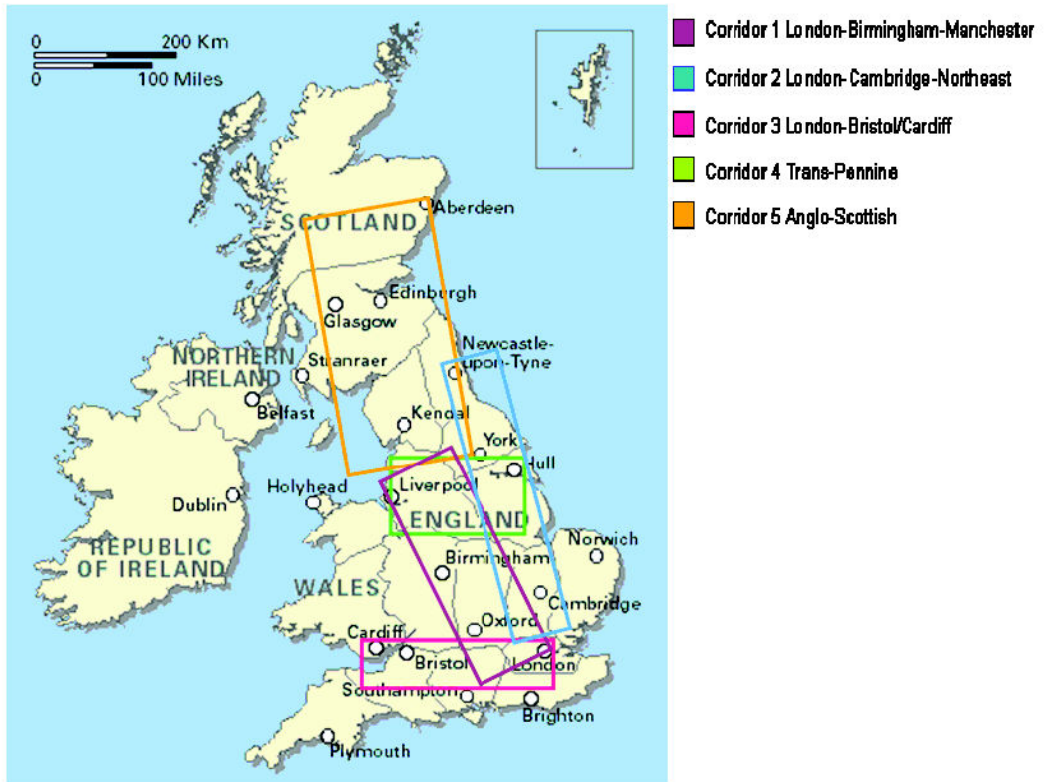 0 200 Km
0 100 Miles
Corridor 1 London-Birmingham-Manchester
Corridor 2 London-Cambridge-Northeast
Corridor 3 London-Bristol/Cardiff
Corridor 4 Trans-Pennine
Corridor 5 Anglo-Scottish
Aberdeen
SCOTLAND
Edinburgh
Glasgow
Newcastle-
upon-Tyne
NORTHERN
IRELAND
Stranraer
Belfast
Kendal
York
Hull
Liverpool
Holyhead
Dublin
ENGLAND
REPUBLIC
OF IRELAND
Norwich
Birmingham
WALES
Cambridge
Oxford
Cardiff
Bristol
London
Southampton
Brighton
Plymouth